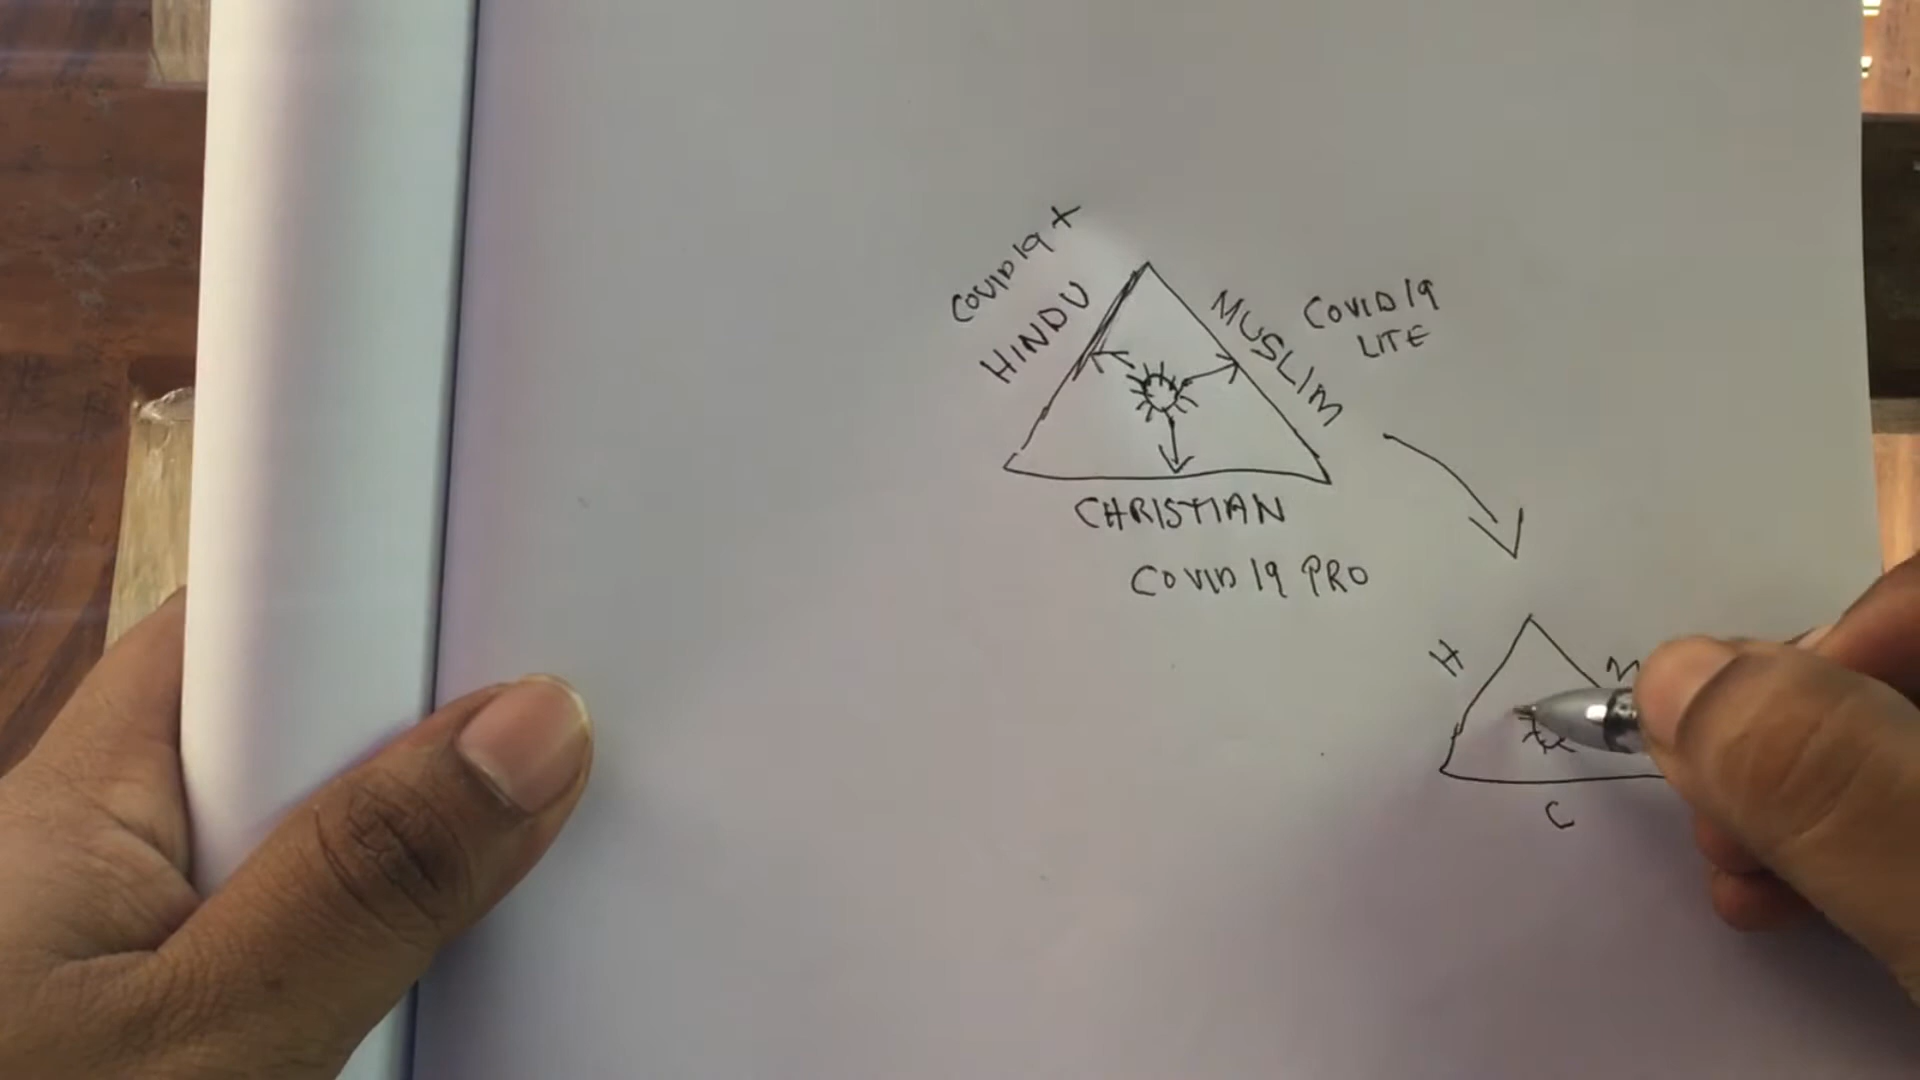 COVID 19 +
HINDU
MUSLIM
COVID 19
LITE
CHRISTIAN
COVID 19 PRO
H
M
C